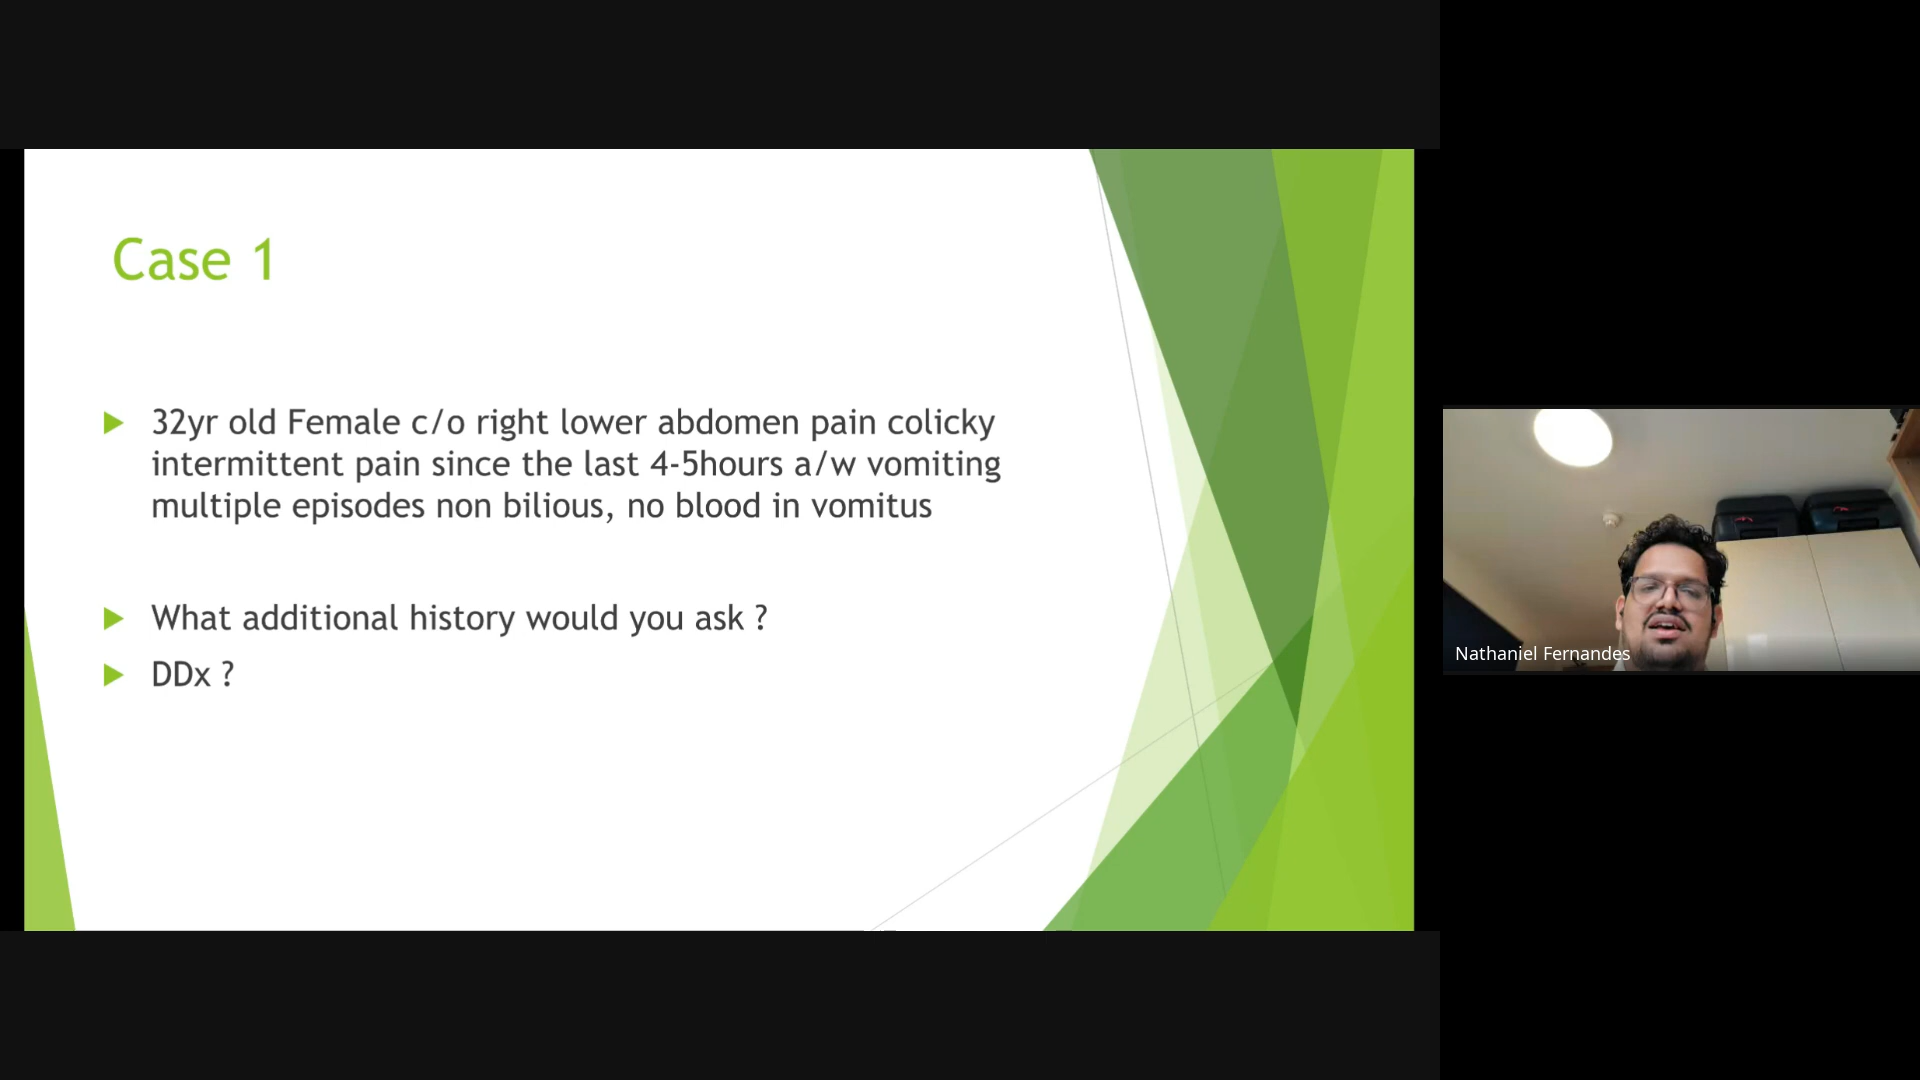 Case 1
32yr old Female c/o right lower abdomen pain colicky
intermittent pain since the last 4-5hours a/w vomiting
multiple episodes non bilious, no blood in vomitus
What additional history would you ask ?
DDx ?
Nathaniel Fernandes